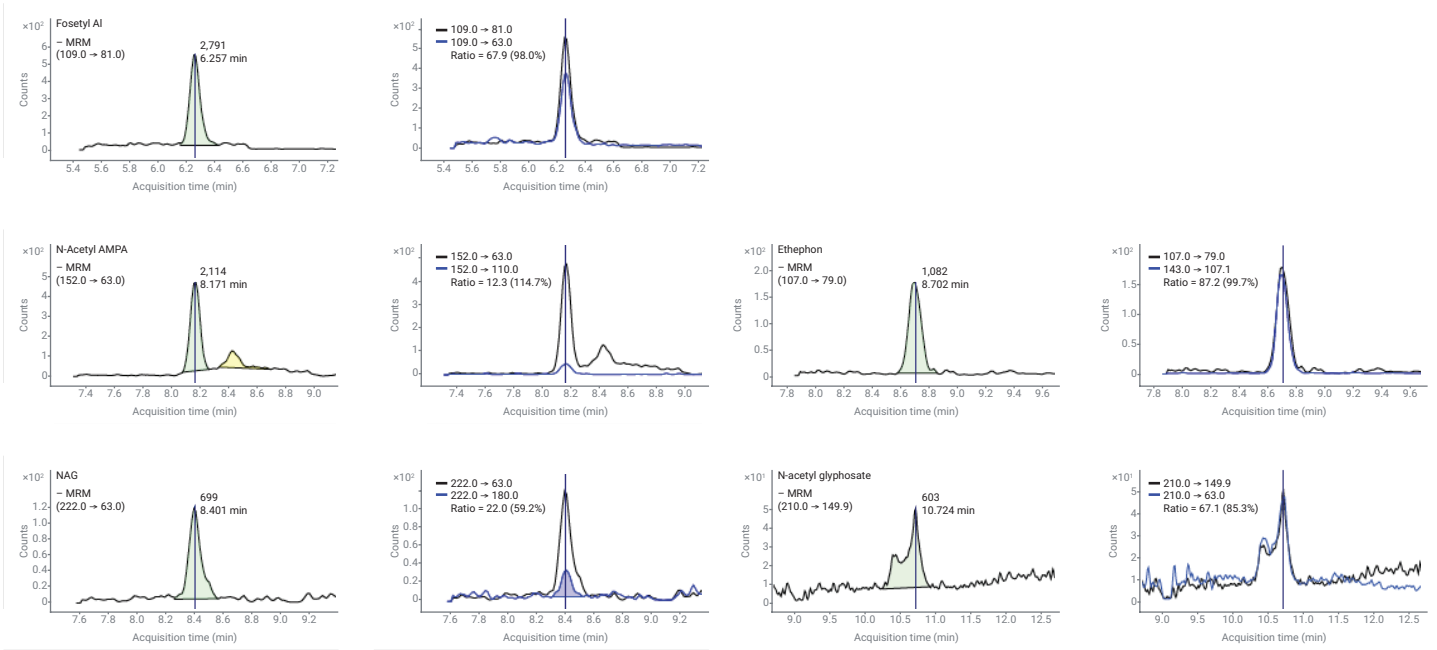 Fosetyl Al
– MRM
(109.0 → 81.0)
2,791
6.257 min
×10²
6
5
4
3
2
1
0
Counts
5.4 5.6 5.8 6.0 6.2 6.4 6.6 6.8 7.0 7.2
Acquisition time (min)
×10²
109.0 → 81.0
109.0 → 63.0
Ratio = 67.9 (98.0%)
5
4
3
2
1
0
Counts
5.4 5.6 5.8 6.0 6.2 6.4 6.6 6.8 7.0 7.2
Acquisition time (min)
N-Acetyl AMPA
– MRM
(152.0 → 63.0)
2,114
8.171 min
×10²
5
4
3
2
1
0
Counts
7.4 7.6 7.8 8.0 8.2 8.4 8.6 8.8 9.0
Acquisition time (min)
×10²
152.0 → 63.0
152.0 → 110.0
Ratio = 12.3 (114.7%)
4
3
2
1
0
Counts
7.4 7.6 7.8 8.0 8.2 8.4 8.6 8.8 9.0
Acquisition time (min)
Ethephon
– MRM
(107.0 → 79.0)
1,082
8.702 min
×10²
2.0
1.5
1.0
0.5
0
Counts
7.8 8.0 8.2 8.4 8.6 8.8 9.0 9.2 9.4 9.6
Acquisition time (min)
×10²
107.0 → 79.0
143.0 → 107.1
Ratio = 87.2 (99.7%)
1.5
1.0
0.5
0
Counts
7.8 8.0 8.2 8.4 8.6 8.8 9.0 9.2 9.4 9.6
Acquisition time (min)
NAG
– MRM
(222.0 → 63.0)
699
8.401 min
×10²
1.2
1.0
0.8
0.6
0.4
0.2
0
Counts
7.6 7.8 8.0 8.2 8.4 8.6 8.8 9.0 9.2
Acquisition time (min)
×10²
222.0 → 63.0
222.0 → 180.0
Ratio = 22.0 (59.2%)
1.0
0.8
0.6
0.4
0.2
0
Counts
7.6 7.8 8.0 8.2 8.4 8.6 8.8 9.0 9.2
Acquisition time (min)
N-acetyl glyphosate
– MRM
(210.0 → 149.9)
603
10.724 min
×10¹
5
4
3
2
1
0
Counts
9.0 9.5 10.0 10.5 11.0 11.5 12.0 12.5
Acquisition time (min)
×10¹
210.0 → 149.9
210.0 → 63.0
Ratio = 67.1 (85.3%)
5
4
3
2
1
0
Counts
9.0 9.5 10.0 10.5 11.0 11.5 12.0 12.5
Acquisition time (min)